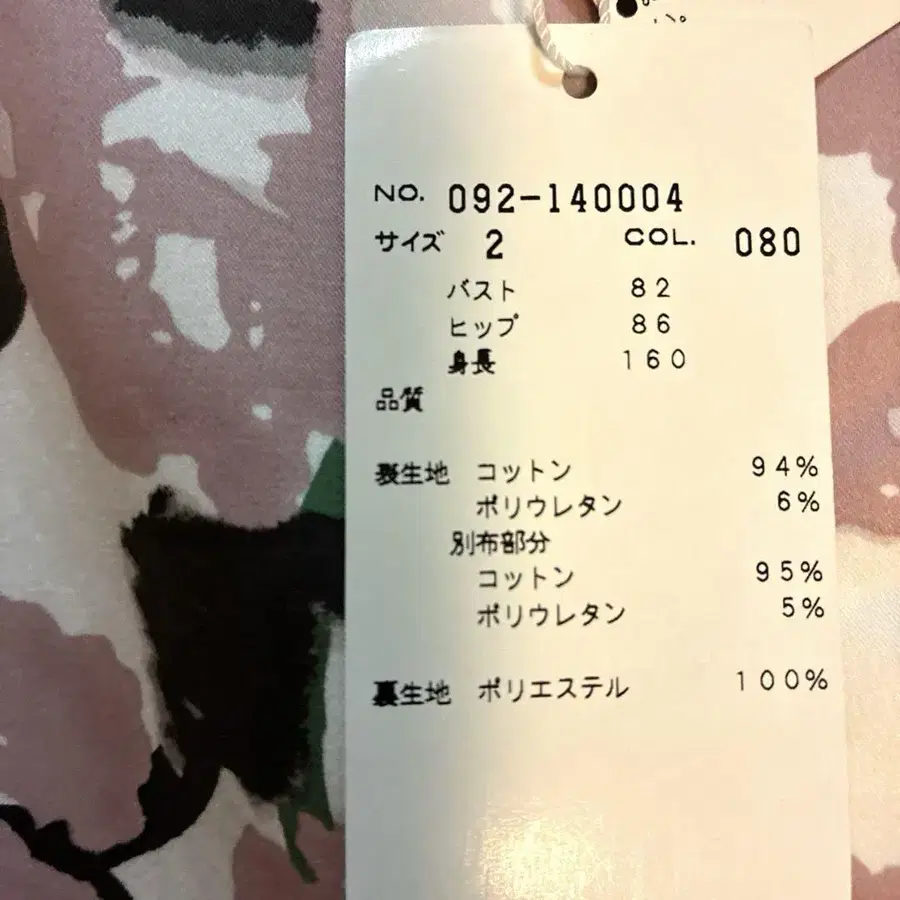 NO. 092-140004
サイズ 2 COL. 080
バスト 82
ヒップ 86
身長 160
品質
表生地 コットン 94%
ポリウレタン 6%
別布部分
コットン 95%
ポリウレタン 5%
裏生地 ポリエステル 100%